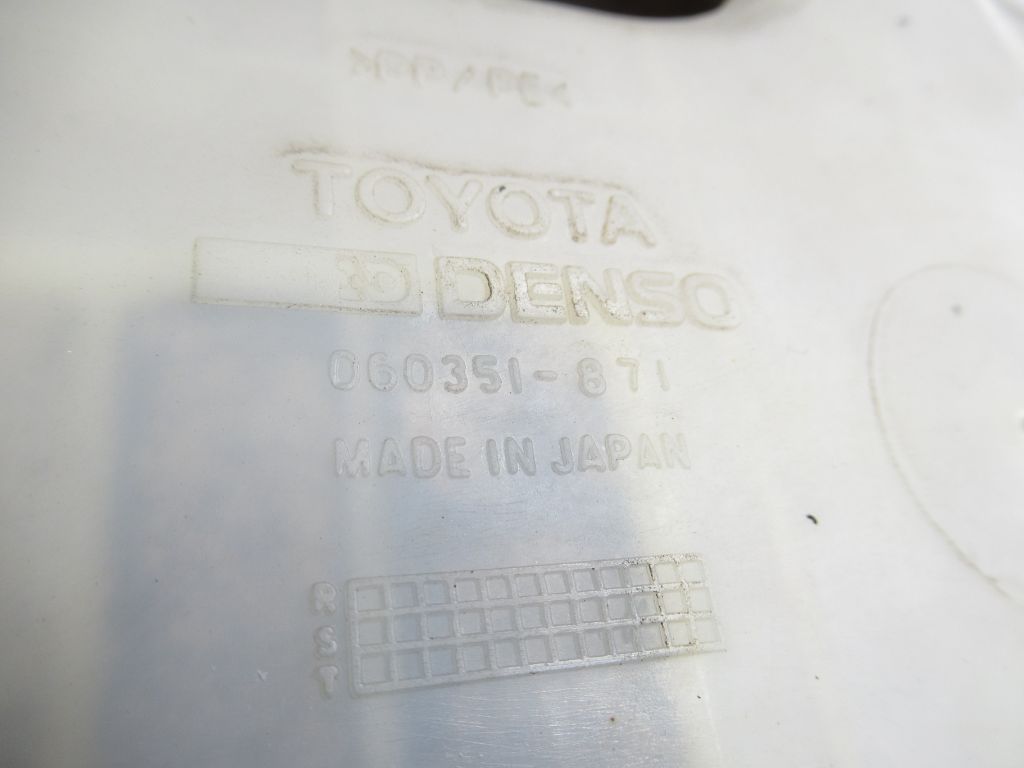 TOYOTA
DENSO
060351-871
MADE IN JAPAN
R
S
T